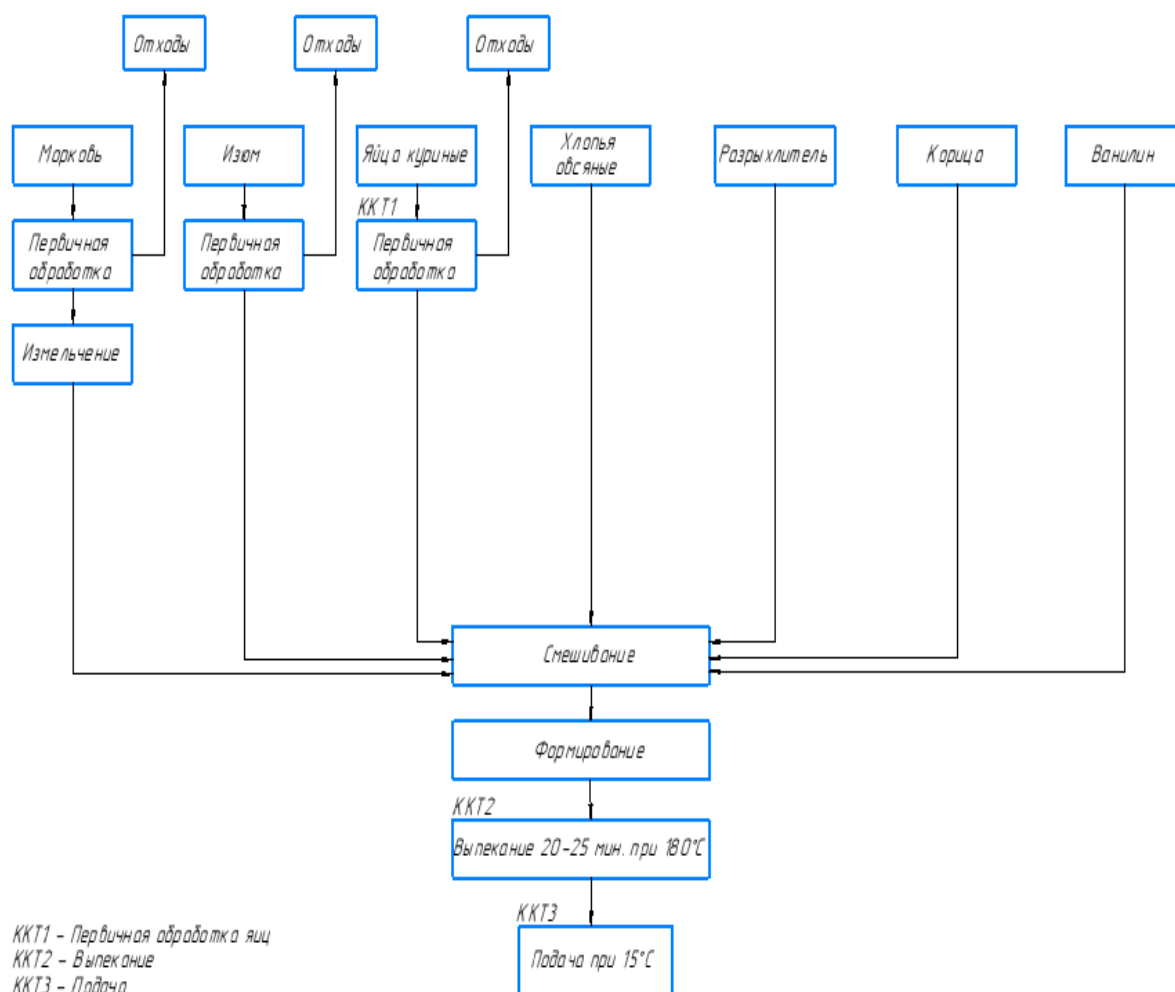 Отходы
Отходы
Отходы
Морковь
Изюм
Яйца куриные
Хлопья
овсяные
Разрыхлитель
Корица
Ванилин
ККТ1
Первичная
обработка
Первичная
обработка
Первичная
обработка
Измельчение
Смешивание
Формирование
ККТ2
Выпекание 20-25 мин. при 180°С
ККТ3
Подача при 15°С
ККТ1 - Первичная обработка яиц
ККТ2 - Выпекание
ККТ3 - Подача